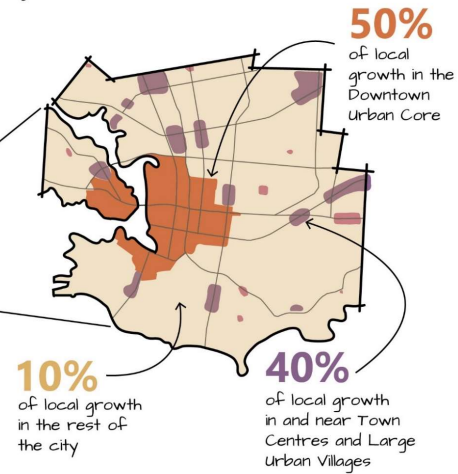 50%
of local
growth in the
Downtown
Urban Core
10%
of local growth
in the rest of
the city
40%
of local growth
in and near Town
Centres and Large
Urban Villages